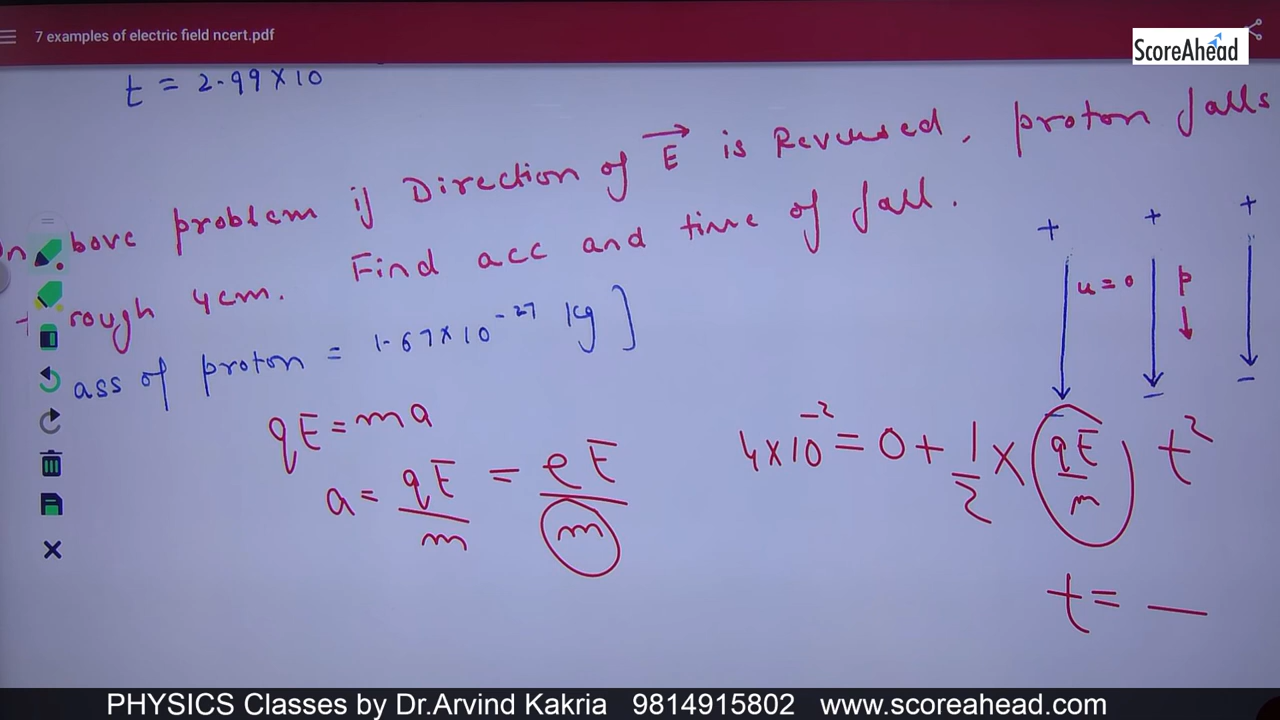 7 examples of electric field ncert.pdf
ScoreAhead
t = 2.99×10
bove problem if Direction of E⃗ is Reversed, proton falls
rough 4cm. Find acc and time of fall.
ass of proton = 1.67×10⁻²⁷ kg]
+ + +
u = 0 p
− − −
qE = ma
a = qE/m = eE/m
4×10⁻² = 0 + 1/2 × (qE/m) t²
t = —
PHYSICS Classes by Dr.Arvind Kakria 9814915802 www.scoreahead.com